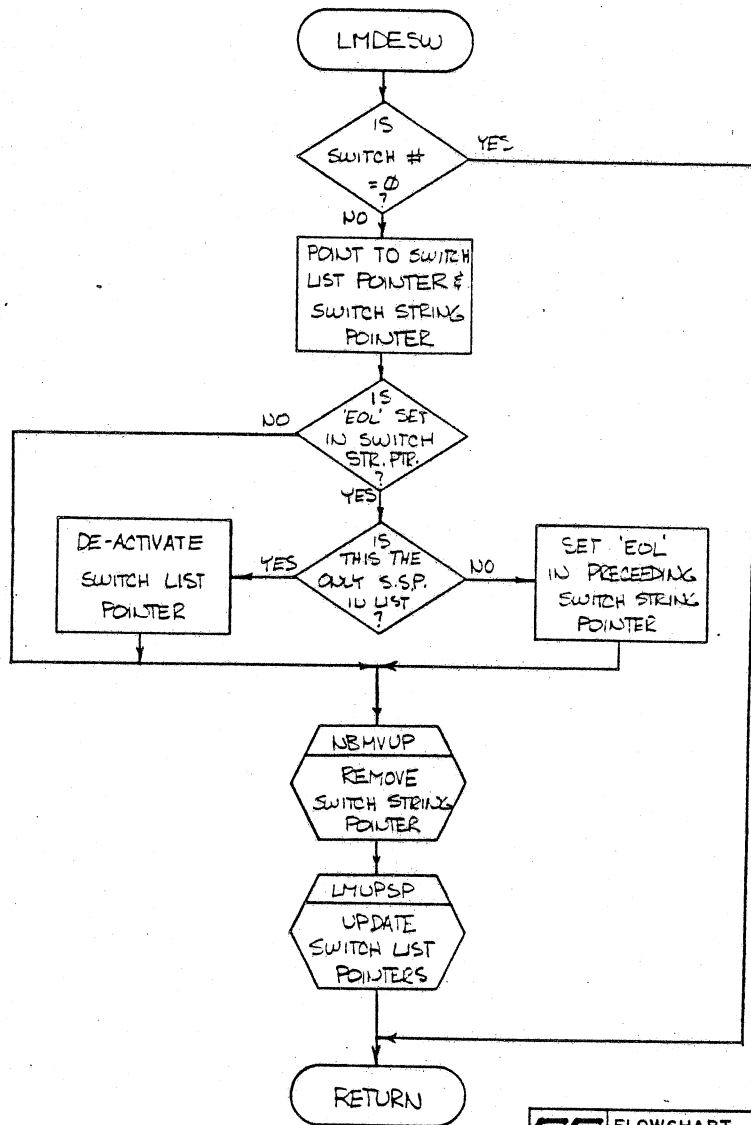 LMDESW
IS
SWITCH #
= Ø
?
YES
NO
POINT TO SWITCH
LIST POINTER &
SWITCH STRING
POINTER
IS
'EOL' SET
IN SWITCH
STR. PTR.
?
NO
YES
DE-ACTIVATE
SWITCH LIST
POINTER
YES
IS
THIS THE
ONLY S.S.P.
IN LIST
?
NO
SET 'EOL'
IN PRECEEDING
SWITCH STRING
POINTER
NBMVUP
REMOVE
SWITCH STRING
POINTER
LMUPSP
UPDATE
SWITCH LIST
POINTERS
RETURN
FLOWCHART